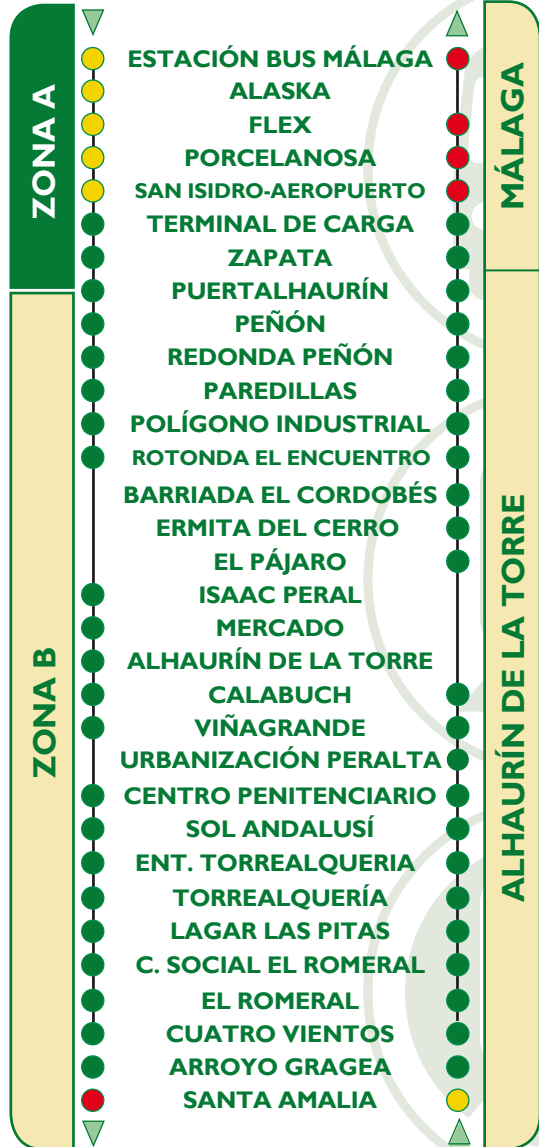 ZONA A
ZONA B
ESTACIÓN BUS MÁLAGA
ALASKA
FLEX
PORCELANOSA
SAN ISIDRO-AEROPUERTO
TERMINAL DE CARGA
ZAPATA
PUERTALHAURÍN
PEÑÓN
REDONDA PEÑÓN
PAREDILLAS
POLÍGONO INDUSTRIAL
ROTONDA EL ENCUENTRO
BARRIADA EL CORDOBÉS
ERMITA DEL CERRO
EL PÁJARO
ISAAC PERAL
MERCADO
ALHAURÍN DE LA TORRE
CALABUCH
VIÑAGRANDE
URBANIZACIÓN PERALTA
CENTRO PENITENCIARIO
SOL ANDALUSÍ
ENT. TORREALQUERIA
TORREALQUERÍA
LAGAR LAS PITAS
C. SOCIAL EL ROMERAL
EL ROMERAL
CUATRO VIENTOS
ARROYO GRAGEA
SANTA AMALIA
MÁLAGA
ALHAURÍN DE LA TORRE